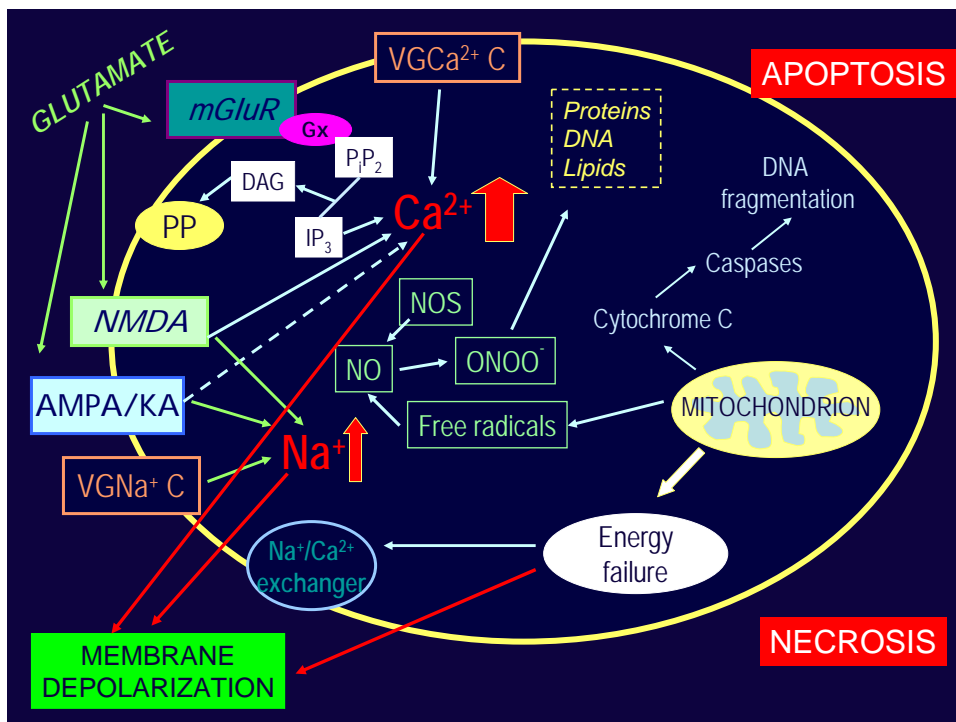 GLUTAMATE
VGCa²⁺ C
APOPTOSIS
mGluR
Gx
Proteins
DNA
Lipids
PᵢP₂
DAG
DNA
fragmentation
PP
Ca²⁺
IP₃
Caspases
NOS
Cytochrome C
NMDA
NO
ONOO⁻
AMPA/KA
MITOCHONDRION
Free radicals
Na⁺
VGNa⁺ C
Energy
failure
Na⁺/Ca²⁺
exchanger
NECROSIS
MEMBRANE
DEPOLARIZATION